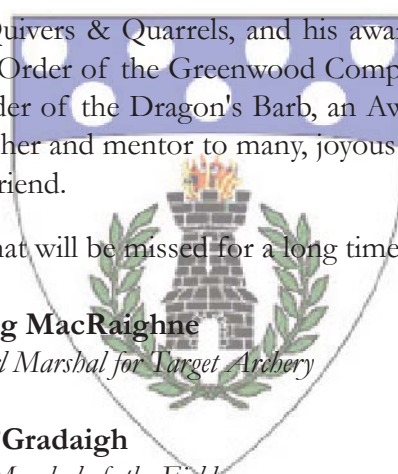 Quivers & Quarrels, and his awar
Order of the Greenwood Comp
der of the Dragon's Barb, an Aw
her and mentor to many, joyous
riend.
hat will be missed for a long time
g MacRaighne
l Marshal for Target Archery
'Gradaigh